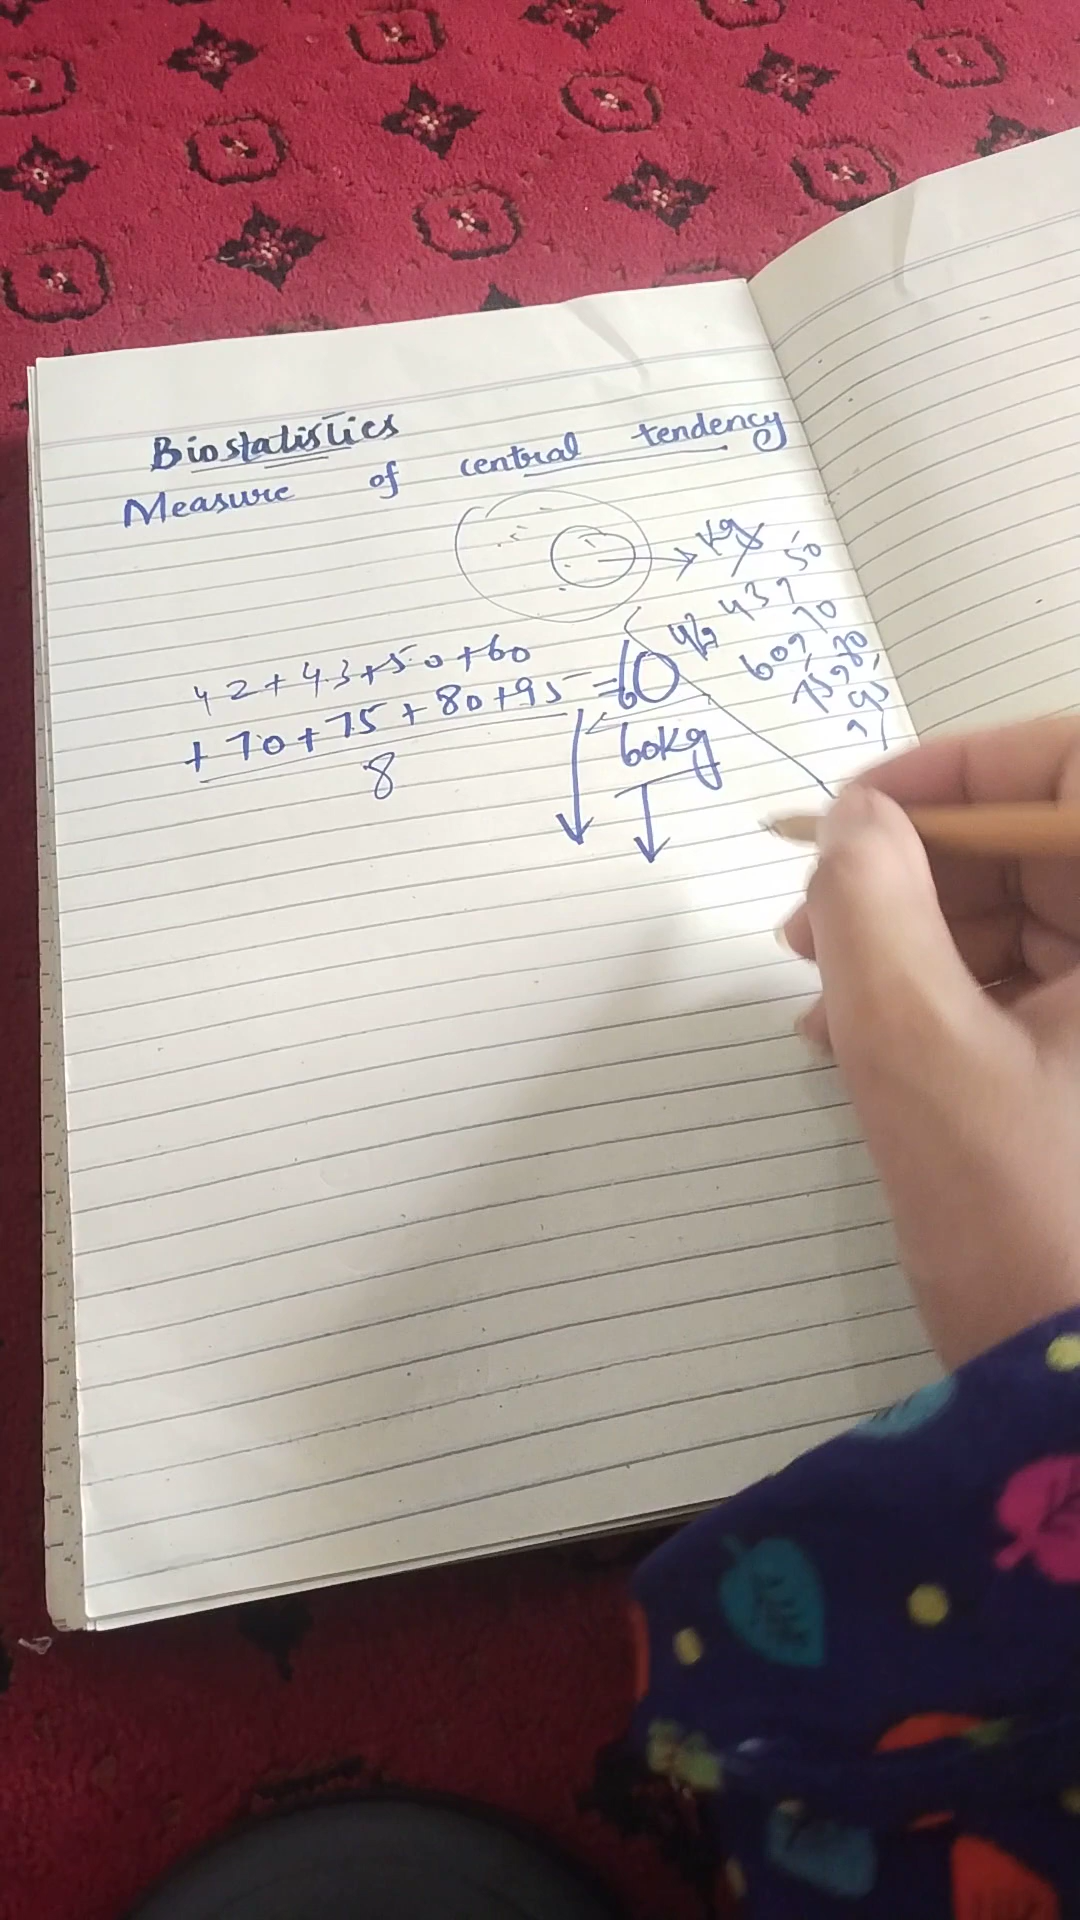 Biostatistics
Measure of central tendency
kg
42, 43, 50
60, 70
75, 80,
95
42+43+50+60
+70+75+80+95 = 60
8
60kg